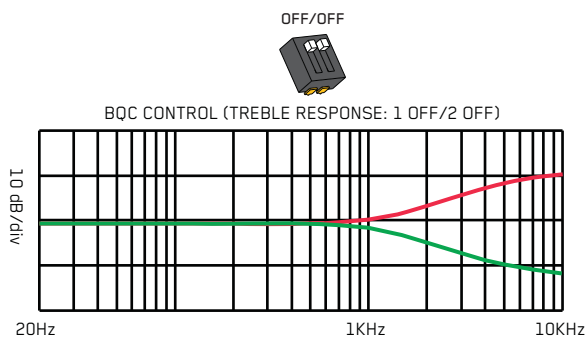 OFF/OFF
BQC CONTROL (TREBLE RESPONSE: 1 OFF/2 OFF)
10 dB/div
20Hz 1KHz 10KHz